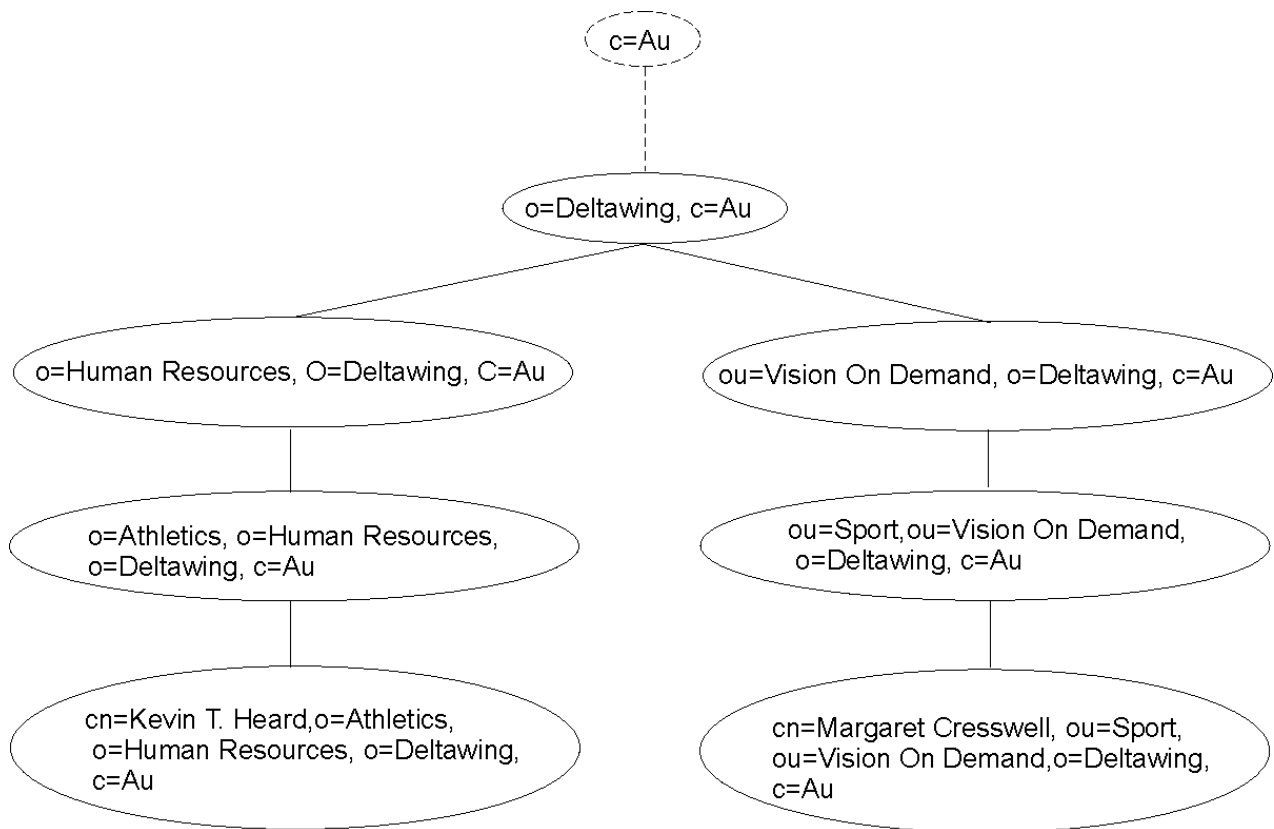 c=Au
o=Deltawing, c=Au
o=Human Resources, O=Deltawing, C=Au
ou=Vision On Demand, o=Deltawing, c=Au
o=Athletics, o=Human Resources,
o=Deltawing, c=Au
ou=Sport,ou=Vision On Demand,
o=Deltawing, c=Au
cn=Kevin T. Heard,o=Athletics,
o=Human Resources, o=Deltawing,
c=Au
cn=Margaret Cresswell, ou=Sport,
ou=Vision On Demand,o=Deltawing,
c=Au